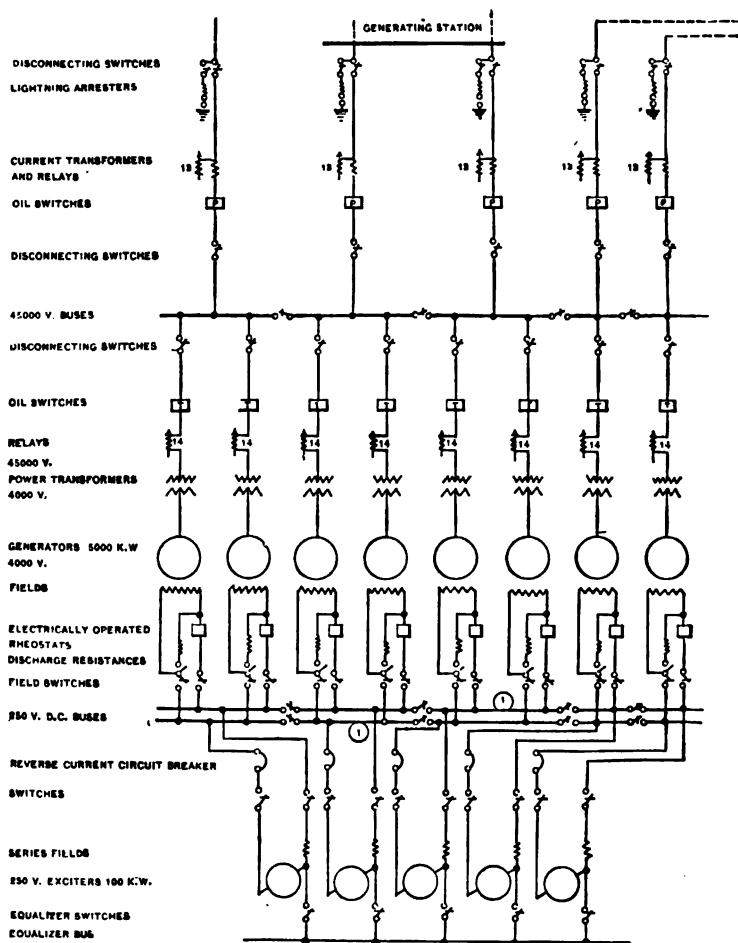 GENERATING STATION
DISCONNECTING SWITCHES
LIGHTNING ARRESTERS
CURRENT TRANSFORMERS
AND RELAYS
13 13 13 13 13
OIL SWITCHES
P P P P P
DISCONNECTING SWITCHES
45000 V. BUSES
DISCONNECTING SWITCHES
OIL SWITCHES
T T T T T T T T
RELAYS
14 14 14 14 14 14 14 14
45000 V.
POWER TRANSFORMERS
4000 V.
GENERATORS 5000 K.W
4000 V.
FIELDS
ELECTRICALLY OPERATED
RHEOSTATS
DISCHARGE RESISTANCES
FIELD SWITCHES
1
250 V. D.C. BUSES
1
REVERSE CURRENT CIRCUIT BREAKER
SWITCHES
SERIES FIELDS
250 V. EXCITERS 100 K.W.
EQUALIZER SWITCHES
EQUALIZER BUS